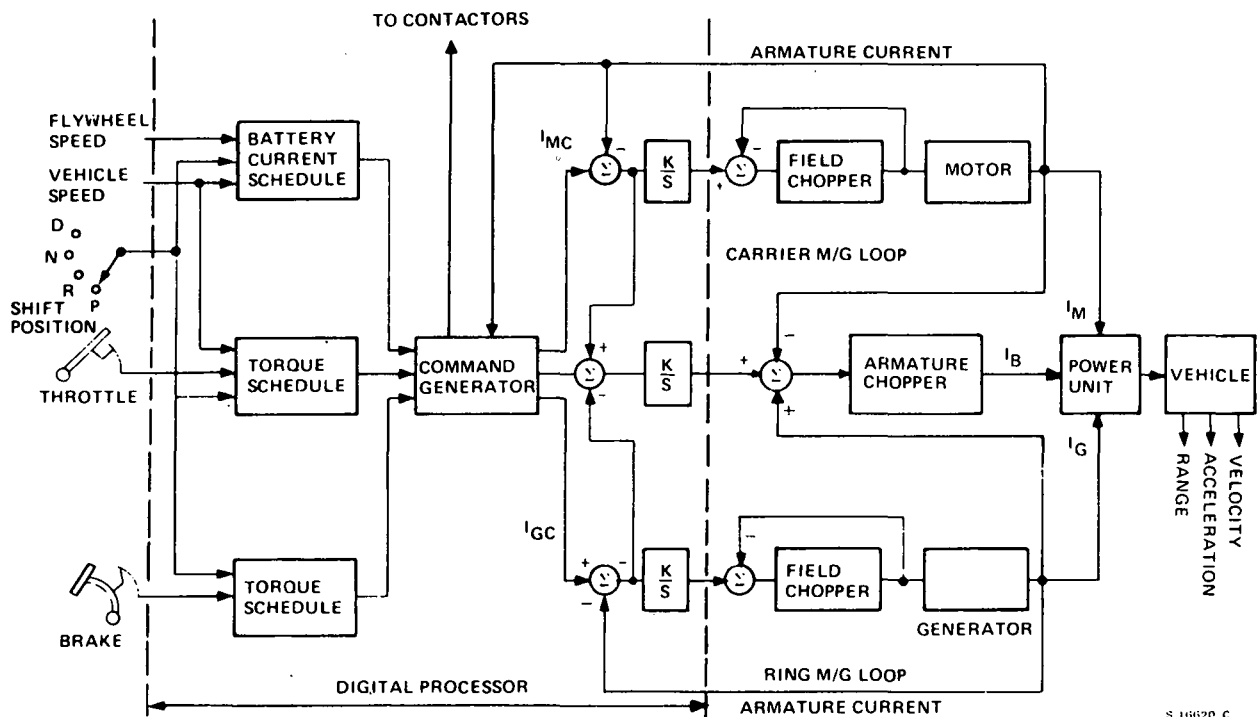 TO CONTACTORS
ARMATURE CURRENT
FLYWHEEL
SPEED
VEHICLE
SPEED
BATTERY
CURRENT
SCHEDULE
I_MC
-
Σ
K
S
-
Σ
+
FIELD
CHOPPER
MOTOR
D
N
R
P
SHIFT
POSITION
CARRIER M/G LOOP
THROTTLE
TORQUE
SCHEDULE
COMMAND
GENERATOR
+
Σ
-
K
S
-
+
Σ
+
ARMATURE
CHOPPER
I_B
I_M
POWER
UNIT
VEHICLE
I_G
RANGE
ACCELERATION
VELOCITY
I_GC
BRAKE
TORQUE
SCHEDULE
+
-
Σ
-
K
S
-
Σ
FIELD
CHOPPER
GENERATOR
DIGITAL PROCESSOR
RING M/G LOOP
ARMATURE CURRENT